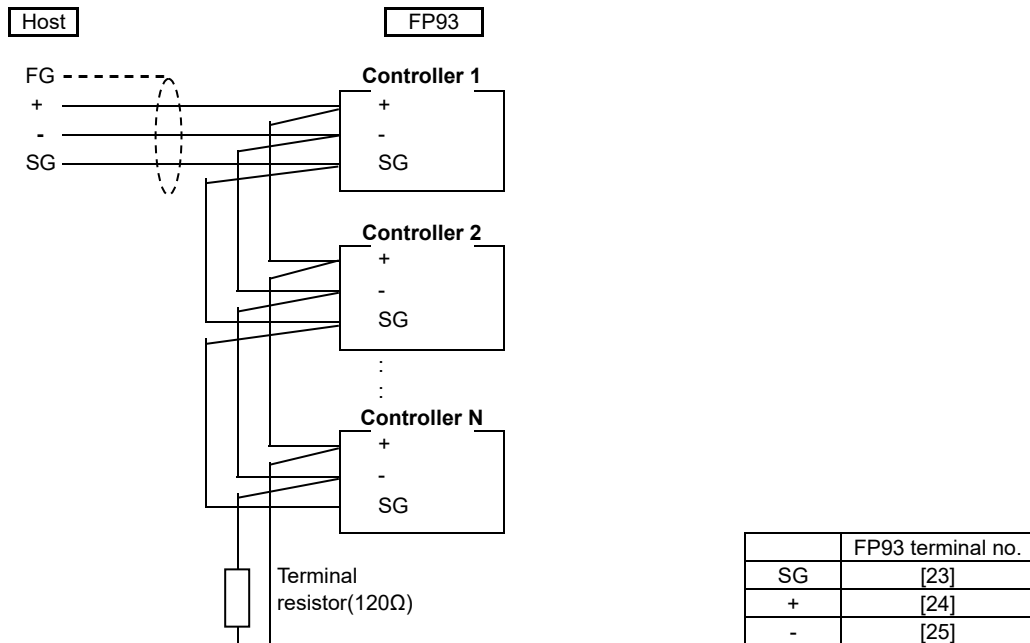 Host
FP93
FG
+
-
SG
Controller 1
+
-
SG
Controller 2
+
-
SG
:
:
Controller N
+
-
SG
Terminal
resistor(120Ω)
FP93 terminal no.
SG [23]
+ [24]
- [25]